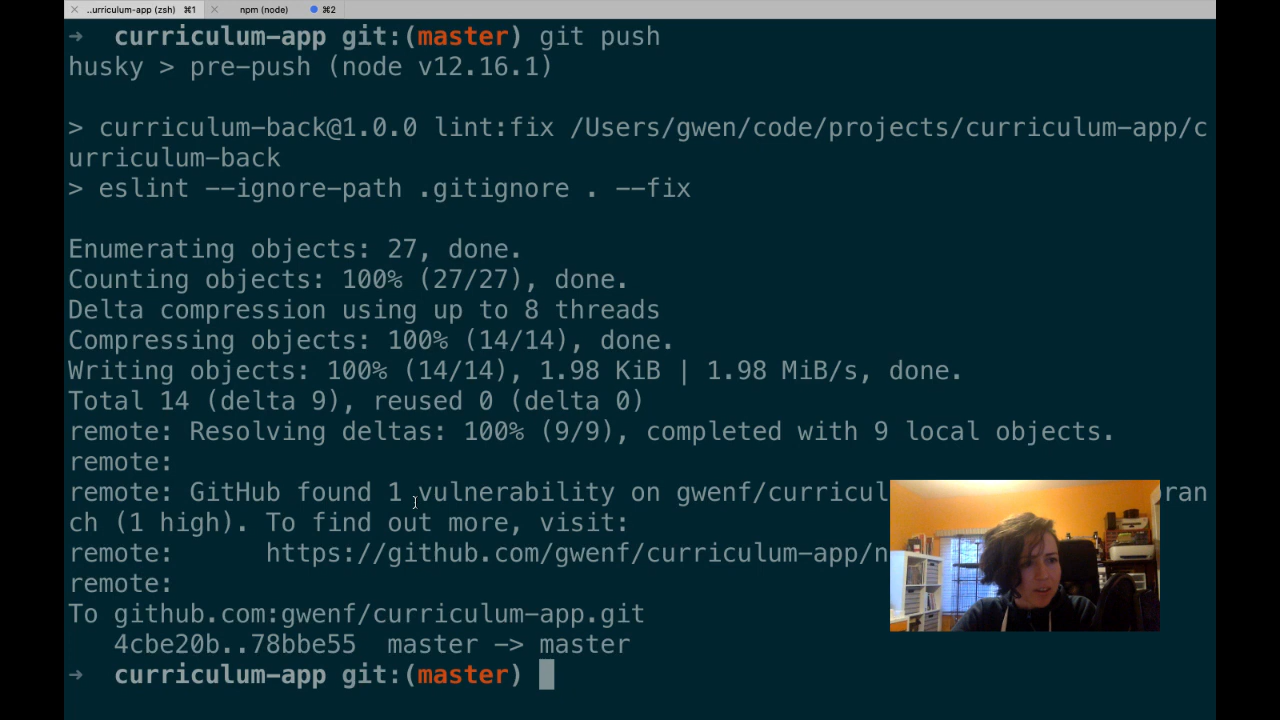 ..urriculum-app (zsh) ⌘1 npm (node) ⌘2
→ curriculum-app git:(master) git push
husky > pre-push (node v12.16.1)
> curriculum-back@1.0.0 lint:fix /Users/gwen/code/projects/curriculum-app/c
urriculum-back
> eslint --ignore-path .gitignore . --fix
Enumerating objects: 27, done.
Counting objects: 100% (27/27), done.
Delta compression using up to 8 threads
Compressing objects: 100% (14/14), done.
Writing objects: 100% (14/14), 1.98 KiB | 1.98 MiB/s, done.
Total 14 (delta 9), reused 0 (delta 0)
remote: Resolving deltas: 100% (9/9), completed with 9 local objects.
remote:
remote: GitHub found 1 vulnerability on gwenf/curricul ran
ch (1 high). To find out more, visit:
remote: https://github.com/gwenf/curriculum-app/n
remote:
To github.com:gwenf/curriculum-app.git
4cbe20b..78bbe55 master -> master
→ curriculum-app git:(master)